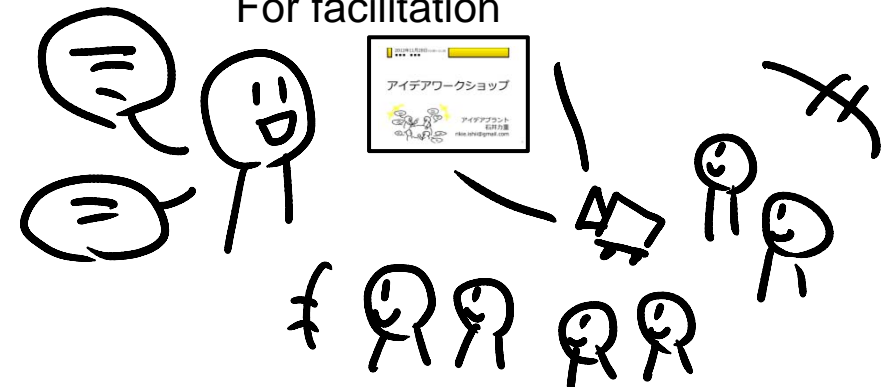 For facilitation
アイデアワークショップ
アイデアプラント
石井力重
rikie.ishii@gmail.com